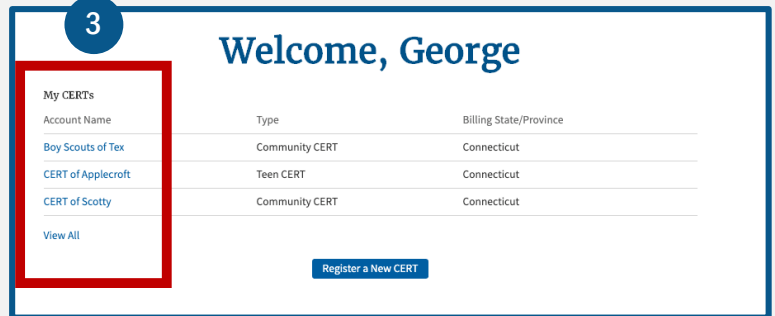 3
Welcome, George
My CERTs
Account Name Type Billing State/Province
Boy Scouts of Tex Community CERT Connecticut
CERT of Applecroft Teen CERT Connecticut
CERT of Scotty Community CERT Connecticut
View All
Register a New CERT